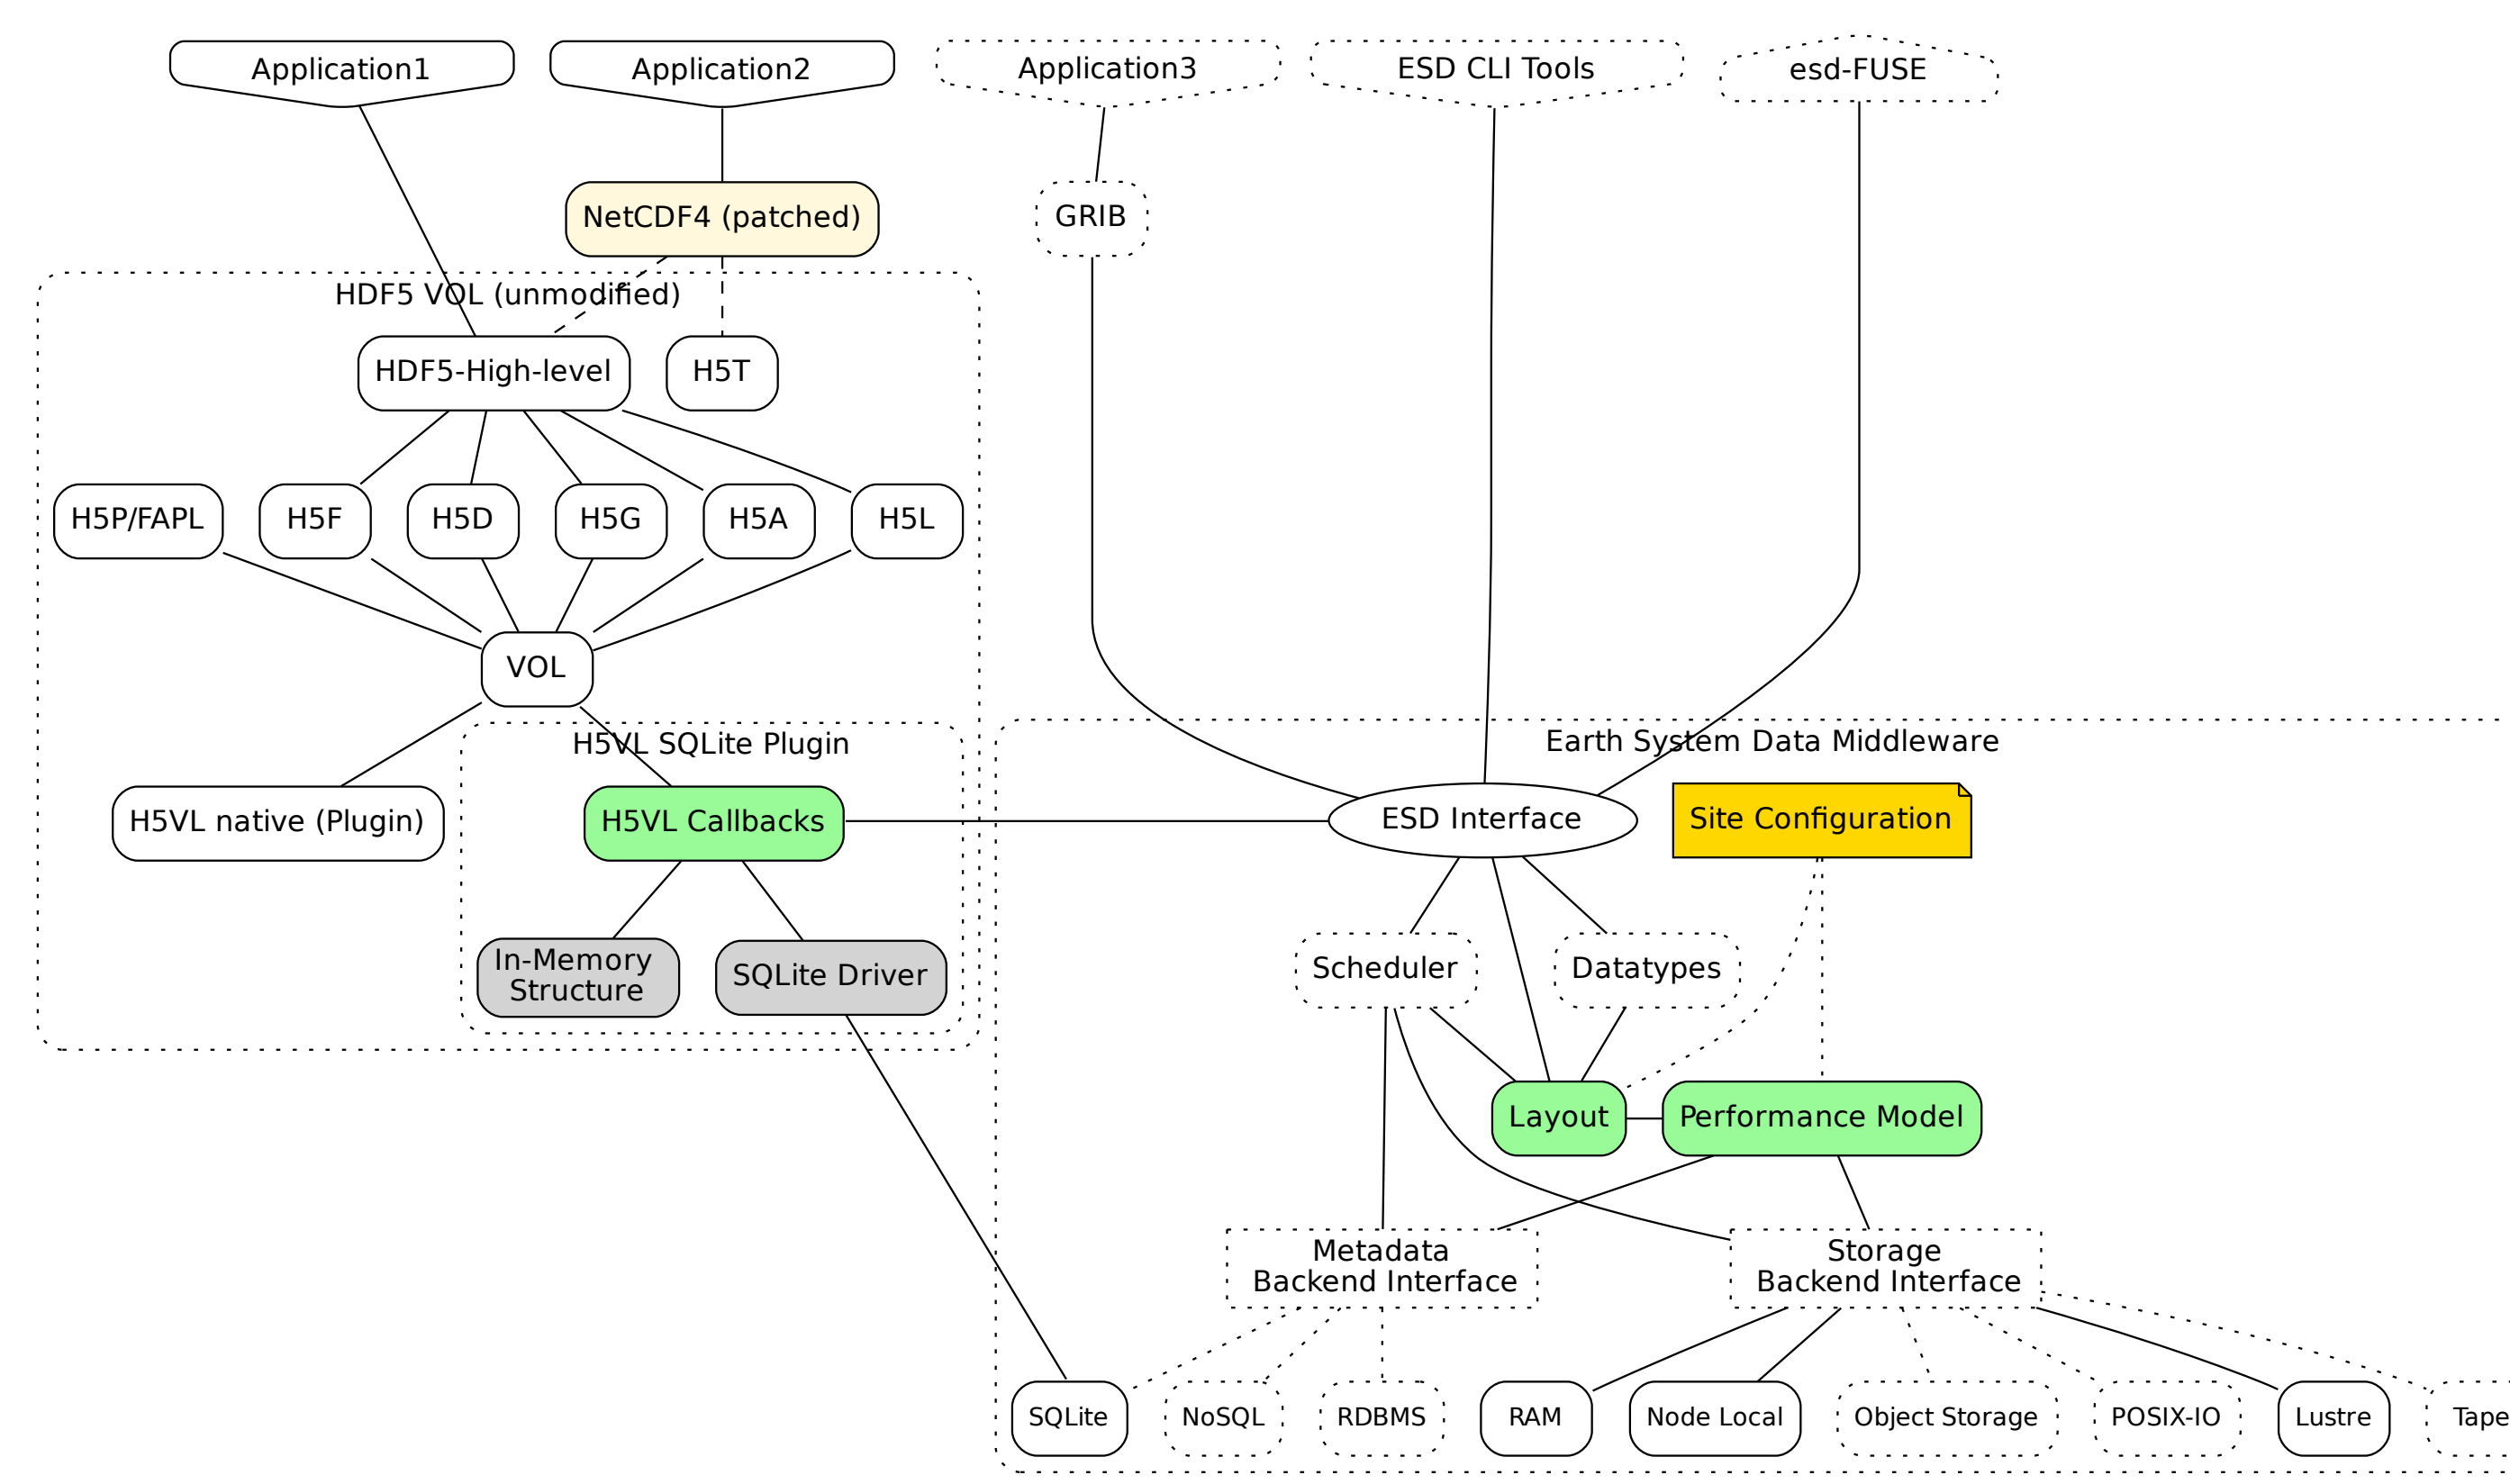 Application1
Application2
Application3
ESD CLI Tools
esd-FUSE
NetCDF4 (patched)
GRIB
HDF5 VOL (unmodified)
HDF5-High-level
H5T
H5P/FAPL
H5F
H5D
H5G
H5A
H5L
VOL
H5VL SQLite Plugin
Earth System Data Middleware
H5VL native (Plugin)
H5VL Callbacks
ESD Interface
Site Configuration
In-Memory
Structure
SQLite Driver
Scheduler
Datatypes
Layout
Performance Model
Metadata
Backend Interface
Storage
Backend Interface
SQLite
NoSQL
RDBMS
RAM
Node Local
Object Storage
POSIX-IO
Lustre
Tape